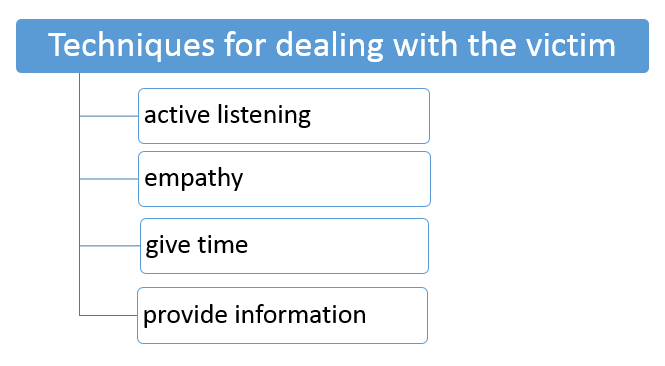 Techniques for dealing with the victim
active listening
empathy
give time
provide information